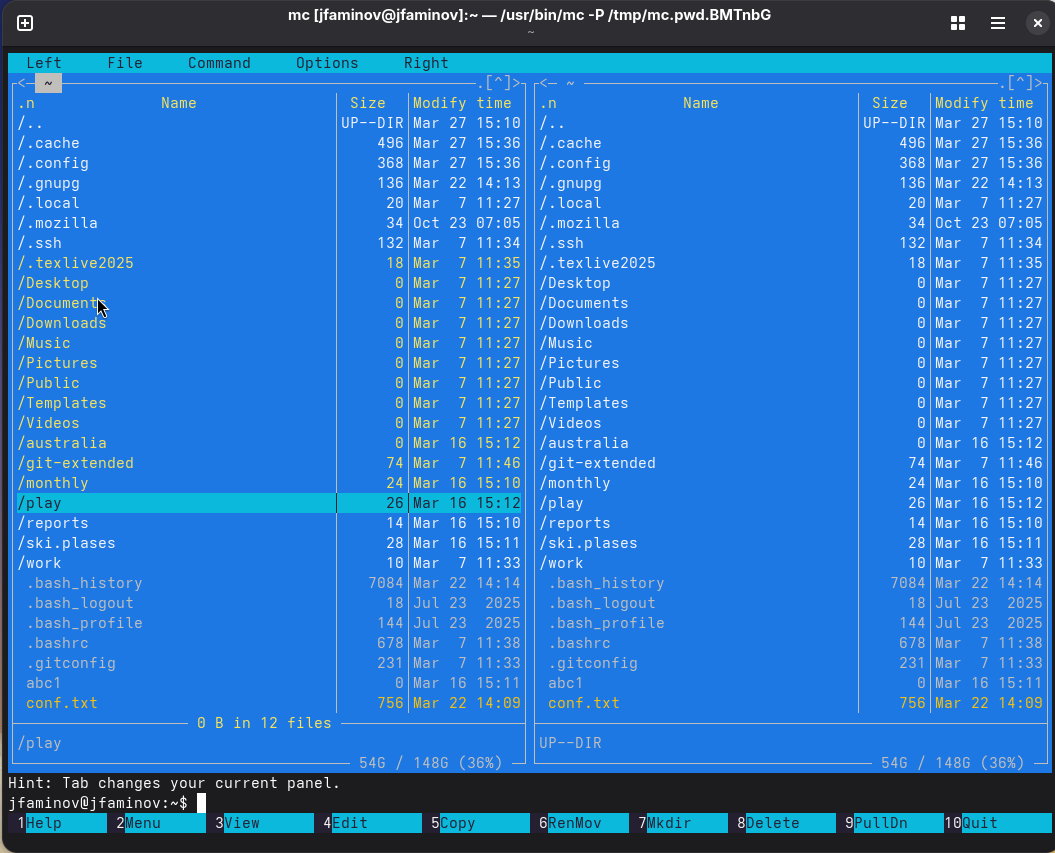 mc [jfaminov@jfaminov]:~ — /usr/bin/mc -P /tmp/mc.pwd.BMTnbG
~
Left File Command Options Right
<─ ~ .[^]> <─ ~ .[^]>
.n Name Size Modify time .n Name Size Modify time
/.. UP--DIR Mar 27 15:10 /.. UP--DIR Mar 27 15:10
/.cache 496 Mar 27 15:36 /.cache 496 Mar 27 15:36
/.config 368 Mar 27 15:36 /.config 368 Mar 27 15:36
/.gnupg 136 Mar 22 14:13 /.gnupg 136 Mar 22 14:13
/.local 20 Mar 7 11:27 /.local 20 Mar 7 11:27
/.mozilla 34 Oct 23 07:05 /.mozilla 34 Oct 23 07:05
/.ssh 132 Mar 7 11:34 /.ssh 132 Mar 7 11:34
/.texlive2025 18 Mar 7 11:35 /.texlive2025 18 Mar 7 11:35
/Desktop 0 Mar 7 11:27 /Desktop 0 Mar 7 11:27
/Documents 0 Mar 7 11:27 /Documents 0 Mar 7 11:27
/Downloads 0 Mar 7 11:27 /Downloads 0 Mar 7 11:27
/Music 0 Mar 7 11:27 /Music 0 Mar 7 11:27
/Pictures 0 Mar 7 11:27 /Pictures 0 Mar 7 11:27
/Public 0 Mar 7 11:27 /Public 0 Mar 7 11:27
/Templates 0 Mar 7 11:27 /Templates 0 Mar 7 11:27
/Videos 0 Mar 7 11:27 /Videos 0 Mar 7 11:27
/australia 0 Mar 16 15:12 /australia 0 Mar 16 15:12
/git-extended 74 Mar 7 11:46 /git-extended 74 Mar 7 11:46
/monthly 24 Mar 16 15:10 /monthly 24 Mar 16 15:10
/play 26 Mar 16 15:12 /play 26 Mar 16 15:12
/reports 14 Mar 16 15:10 /reports 14 Mar 16 15:10
/ski.plases 28 Mar 16 15:11 /ski.plases 28 Mar 16 15:11
/work 10 Mar 7 11:33 /work 10 Mar 7 11:33
.bash_history 7084 Mar 22 14:14 .bash_history 7084 Mar 22 14:14
.bash_logout 18 Jul 23 2025 .bash_logout 18 Jul 23 2025
.bash_profile 144 Jul 23 2025 .bash_profile 144 Jul 23 2025
.bashrc 678 Mar 7 11:38 .bashrc 678 Mar 7 11:38
.gitconfig 231 Mar 7 11:33 .gitconfig 231 Mar 7 11:33
abc1 0 Mar 16 15:11 abc1 0 Mar 16 15:11
conf.txt 756 Mar 22 14:09 conf.txt 756 Mar 22 14:09
0 B in 12 files
/play UP--DIR
54G / 148G (36%) 54G / 148G (36%)
Hint: Tab changes your current panel.
jfaminov@jfaminov:~$
1Help 2Menu 3View 4Edit 5Copy 6RenMov 7Mkdir 8Delete 9PullDn 10Quit